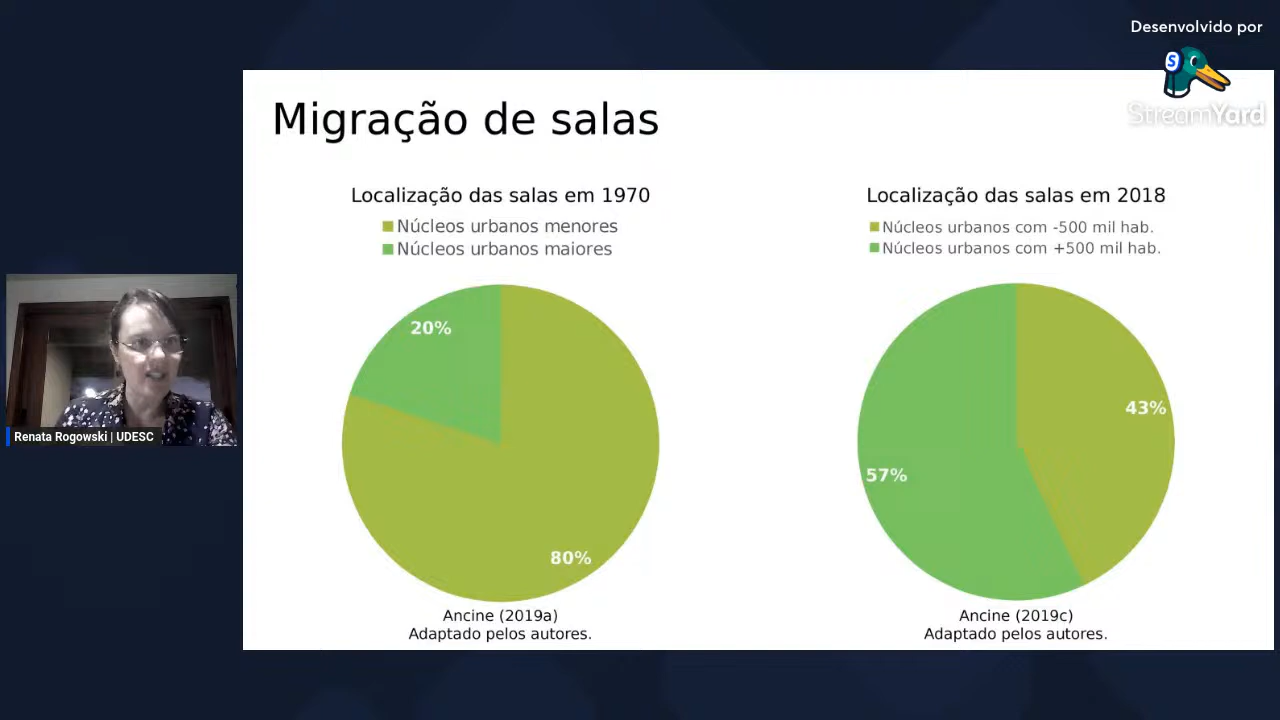 Desenvolvido por
S
StreamYard
Migração de salas
Localização das salas em 1970
Núcleos urbanos menores
Núcleos urbanos maiores
20%
80%
Ancine (2019a)
Adaptado pelos autores.
Localização das salas em 2018
Núcleos urbanos com -500 mil hab.
Núcleos urbanos com +500 mil hab.
43%
57%
Ancine (2019c)
Adaptado pelos autores.
Renata Rogowski | UDESC